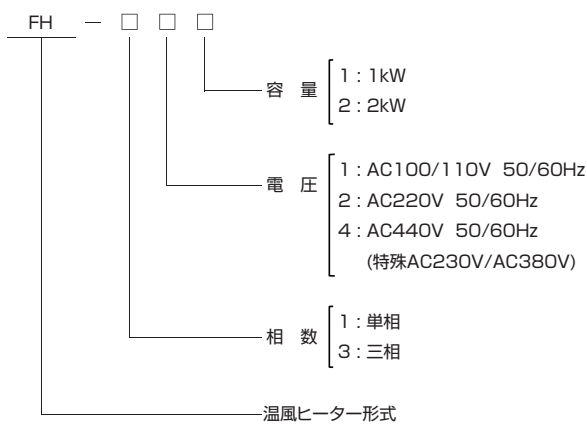 FH － □ □ □
容 量
1 : 1kW
2 : 2kW
電 圧
1 : AC100/110V 50/60Hz
2 : AC220V 50/60Hz
4 : AC440V 50/60Hz
(特殊AC230V/AC380V)
相 数
1 : 単相
3 : 三相
温風ヒーター形式